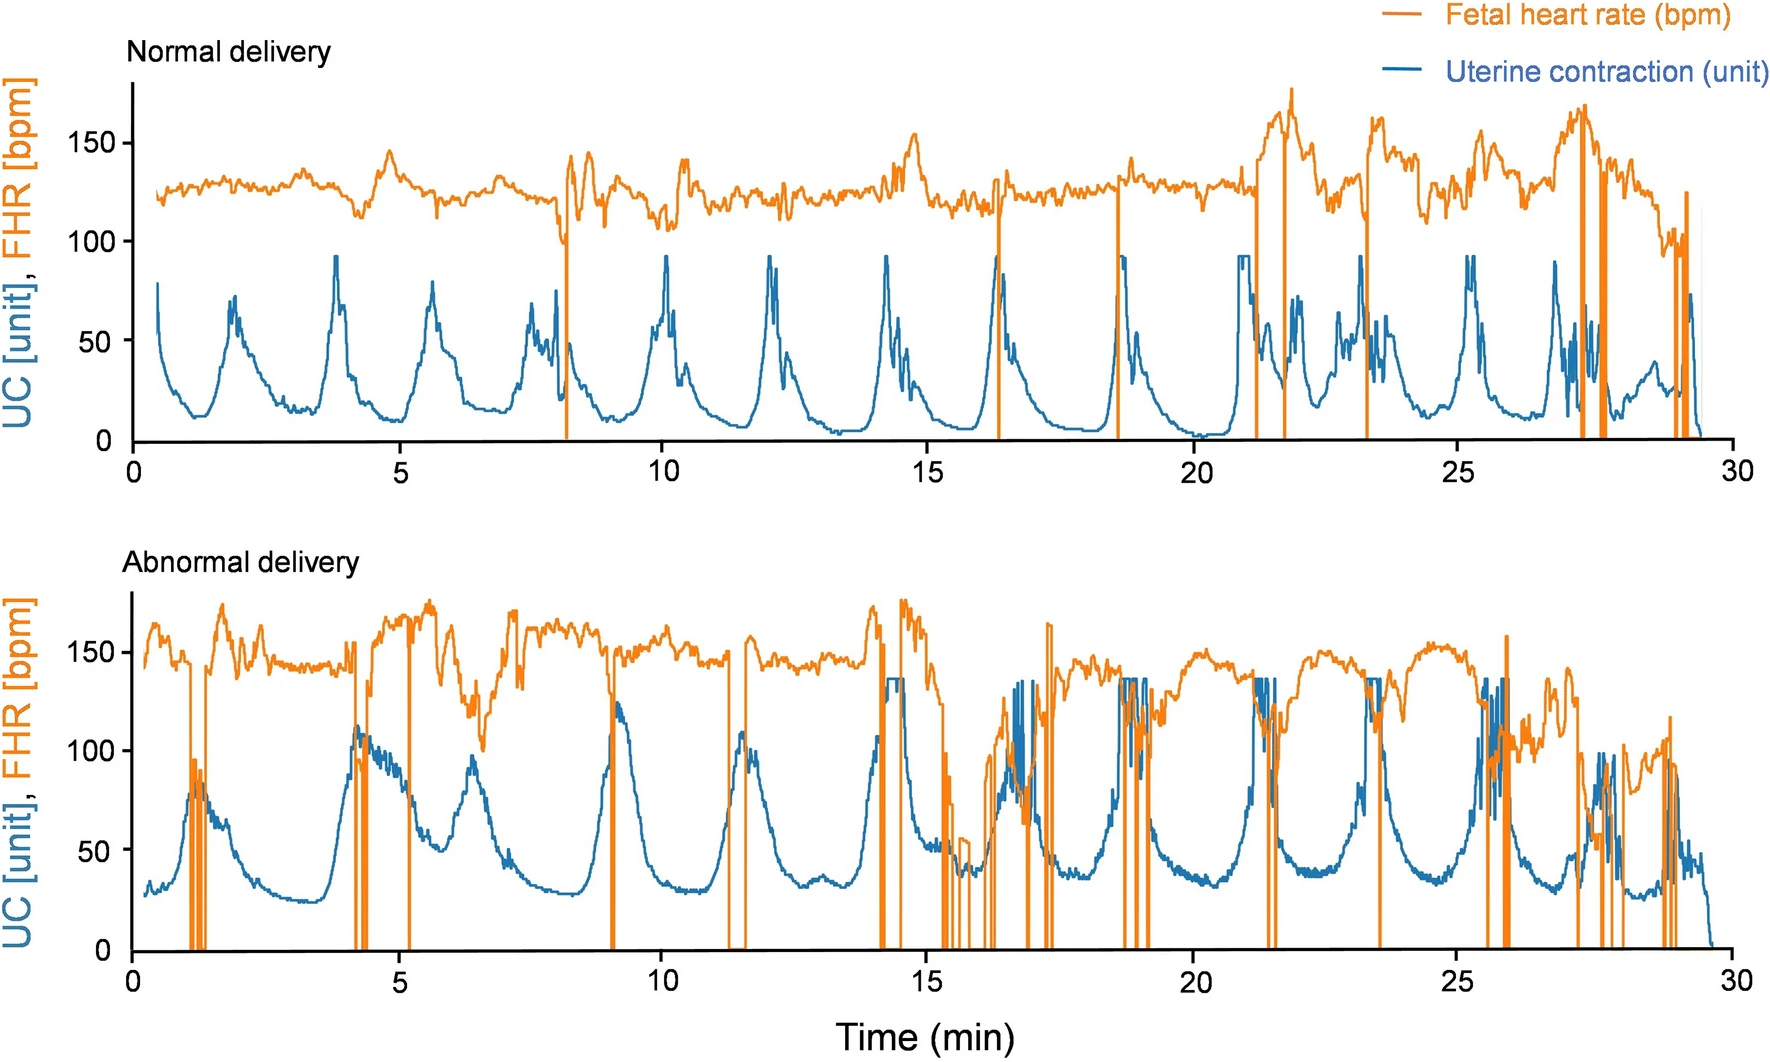 Fetal heart rate (bpm)
Uterine contraction (unit)
Normal delivery
UC [unit], FHR [bpm]
150
100
50
0
0 5 10 15 20 25 30
Abnormal delivery
UC [unit], FHR [bpm]
150
100
50
0
0 5 10 15 20 25 30
Time (min)